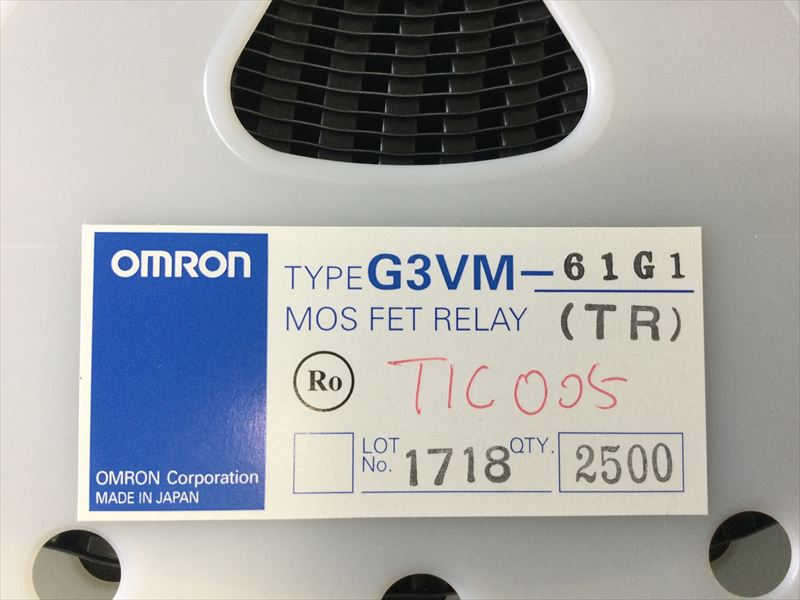 OMRON
TYPE G3VM-61G1
MOS FET RELAY (TR)
Ro
TIC005
LOT No. 1718 QTY. 2500
OMRON Corporation
MADE IN JAPAN